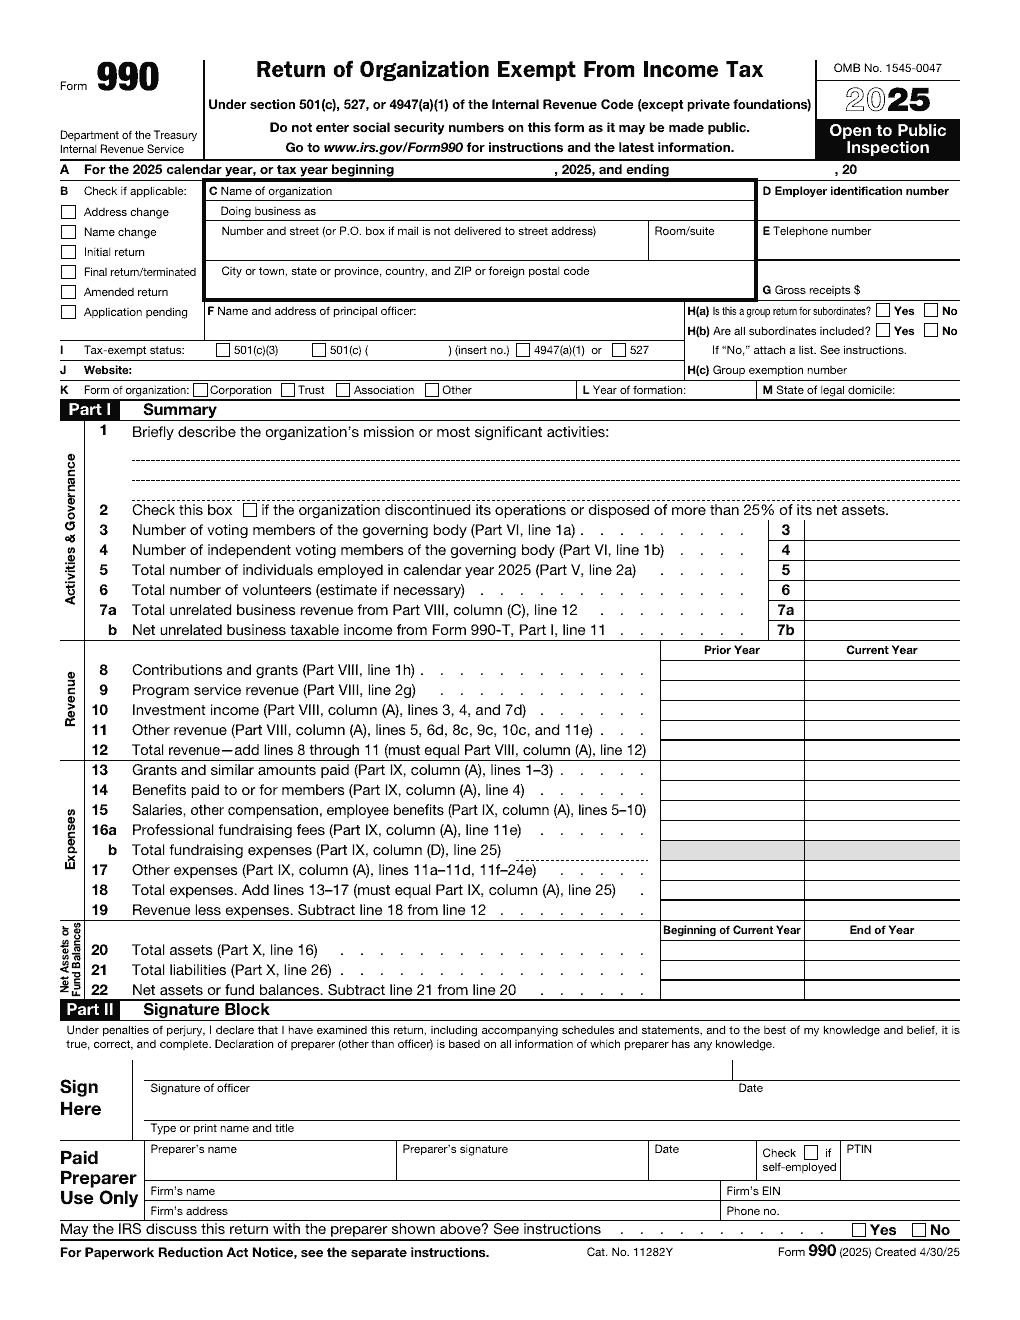 Form 990
Return of Organization Exempt From Income Tax
OMB No. 1545-0047
Under section 501(c), 527, or 4947(a)(1) of the Internal Revenue Code (except private foundations)
2025
Department of the Treasury
Internal Revenue Service
Do not enter social security numbers on this form as it may be made public.
Go to www.irs.gov/Form990 for instructions and the latest information.
Open to Public
Inspection
A For the 2025 calendar year, or tax year beginning , 2025, and ending , 20
B Check if applicable:
Address change
Name change
Initial return
Final return/terminated
Amended return
Application pending
C Name of organization
Doing business as
Number and street (or P.O. box if mail is not delivered to street address)
Room/suite
City or town, state or province, country, and ZIP or foreign postal code
D Employer identification number
E Telephone number
G Gross receipts $
F Name and address of principal officer:
H(a) Is this a group return for subordinates? Yes No
H(b) Are all subordinates included? Yes No
If “No,” attach a list. See instructions.
I Tax-exempt status: 501(c)(3) 501(c) ( ) (insert no.) 4947(a)(1) or 527
J Website:
H(c) Group exemption number
K Form of organization: Corporation Trust Association Other
L Year of formation:
M State of legal domicile:
Part I Summary
Activities & Governance
1 Briefly describe the organization’s mission or most significant activities:
2 Check this box if the organization discontinued its operations or disposed of more than 25% of its net assets.
3 Number of voting members of the governing body (Part VI, line 1a) . . . . . . . . . 3
4 Number of independent voting members of the governing body (Part VI, line 1b) . . . . 4
5 Total number of individuals employed in calendar year 2025 (Part V, line 2a) . . . . . 5
6 Total number of volunteers (estimate if necessary) . . . . . . . . . . . . . 6
7a Total unrelated business revenue from Part VIII, column (C), line 12 . . . . . . . . 7a
b Net unrelated business taxable income from Form 990-T, Part I, line 11 . . . . . . . 7b
Revenue
Prior Year Current Year
8 Contributions and grants (Part VIII, line 1h) . . . . . . . . . . . .
9 Program service revenue (Part VIII, line 2g) . . . . . . . . . . .
10 Investment income (Part VIII, column (A), lines 3, 4, and 7d) . . . . . .
11 Other revenue (Part VIII, column (A), lines 5, 6d, 8c, 9c, 10c, and 11e) . . .
12 Total revenue—add lines 8 through 11 (must equal Part VIII, column (A), line 12)
Expenses
13 Grants and similar amounts paid (Part IX, column (A), lines 1–3) . . . . .
14 Benefits paid to or for members (Part IX, column (A), line 4) . . . . . .
15 Salaries, other compensation, employee benefits (Part IX, column (A), lines 5–10)
16a Professional fundraising fees (Part IX, column (A), line 11e) . . . . . .
b Total fundraising expenses (Part IX, column (D), line 25)
17 Other expenses (Part IX, column (A), lines 11a–11d, 11f–24e) . . . . .
18 Total expenses. Add lines 13–17 (must equal Part IX, column (A), line 25) .
19 Revenue less expenses. Subtract line 18 from line 12 . . . . . . . .
Net Assets or
Fund Balances
Beginning of Current Year End of Year
20 Total assets (Part X, line 16) . . . . . . . . . . . . . .
21 Total liabilities (Part X, line 26) . . . . . . . . . . . . . .
22 Net assets or fund balances. Subtract line 21 from line 20 . . . . . .
Part II Signature Block
Under penalties of perjury, I declare that I have examined this return, including accompanying schedules and statements, and to the best of my knowledge and belief, it is
true, correct, and complete. Declaration of preparer (other than officer) is based on all information of which preparer has any knowledge.
Sign
Here
Signature of officer Date
Type or print name and title
Paid
Preparer
Use Only
Preparer’s name Preparer’s signature Date Check if
self-employed PTIN
Firm’s name Firm’s EIN
Firm’s address Phone no.
May the IRS discuss this return with the preparer shown above? See instructions . . . . . . . . . . . Yes No
For Paperwork Reduction Act Notice, see the separate instructions. Cat. No. 11282Y Form 990 (2025) Created 4/30/25